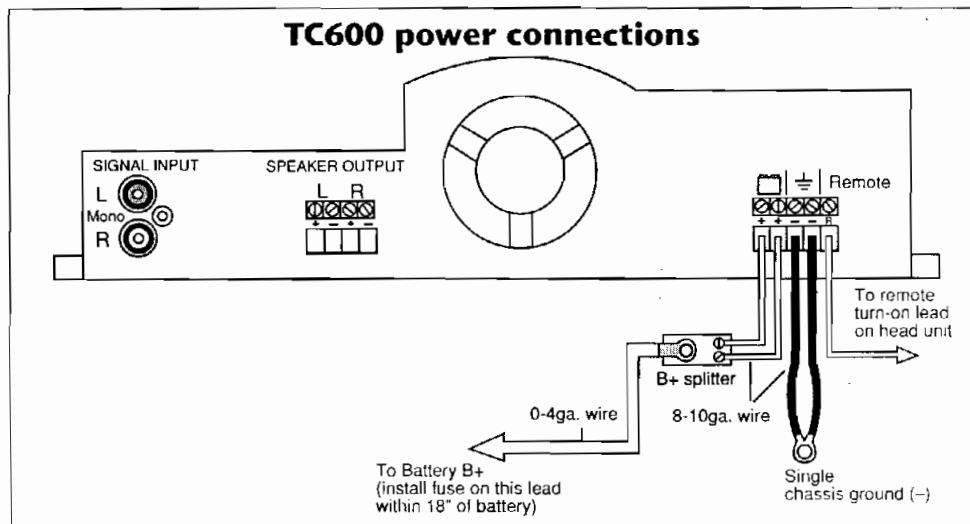 TC600 power connections
SIGNAL INPUT
L
Mono
R
SPEAKER OUTPUT
L R
+ − + −
Remote
+ + − − R
To remote
turn-on lead
on head unit
B+ splitter
0-4ga. wire
8-10ga. wire
To Battery B+
(install fuse on this lead
within 18" of battery)
Single
chassis ground (−)